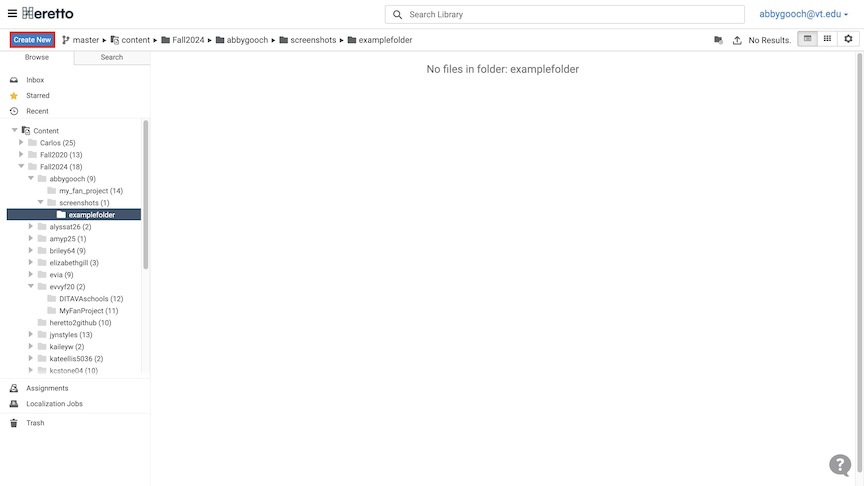 Heretto
Search Library
abbygooch@vt.edu
Create New
master
content
Fall2024
abbygooch
screenshots
examplefolder
No Results.
Browse
Search
No files in folder: examplefolder
Inbox
Starred
Recent
Content
Carlos (25)
Fall2020 (13)
Fall2024 (18)
abbygooch (9)
my_fan_project (14)
screenshots (1)
examplefolder
alyssat26 (2)
amyp25 (1)
briley64 (9)
elizabethgill (3)
evia (9)
evvyf20 (2)
DITAVAschools (12)
MyFanProject (11)
heretto2github (10)
jynstyles (13)
kaileyw (2)
kateellis5036 (2)
kcstone04 (10)
Assignments
Localization Jobs
Trash
?